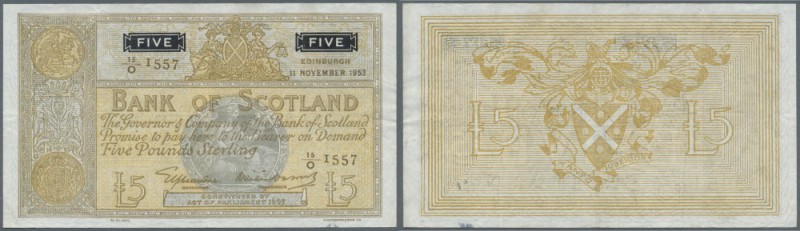 FIVE
FIVE
15/O 1557
EDINBURGH
11 NOVEMBER 1953
BANK OF SCOTLAND
The Governor & Company of the Bank of Scotland
Promise to pay here to the Bearer on Demand
Five Pounds Sterling
15/O 1557
£5
£5
CONSTITUTED BY
ACT OF PARLIAMENT 1695
£5
£5